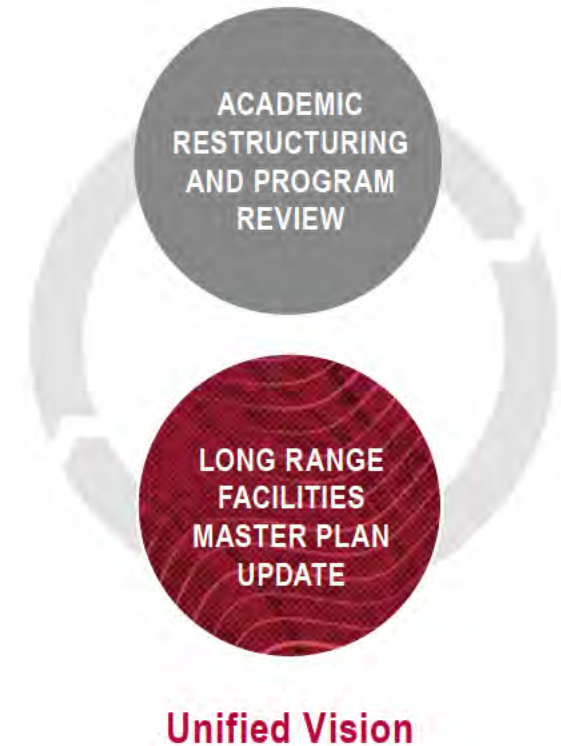 ACADEMIC
RESTRUCTURING
AND PROGRAM
REVIEW
LONG RANGE
FACILITIES
MASTER PLAN
UPDATE
Unified Vision